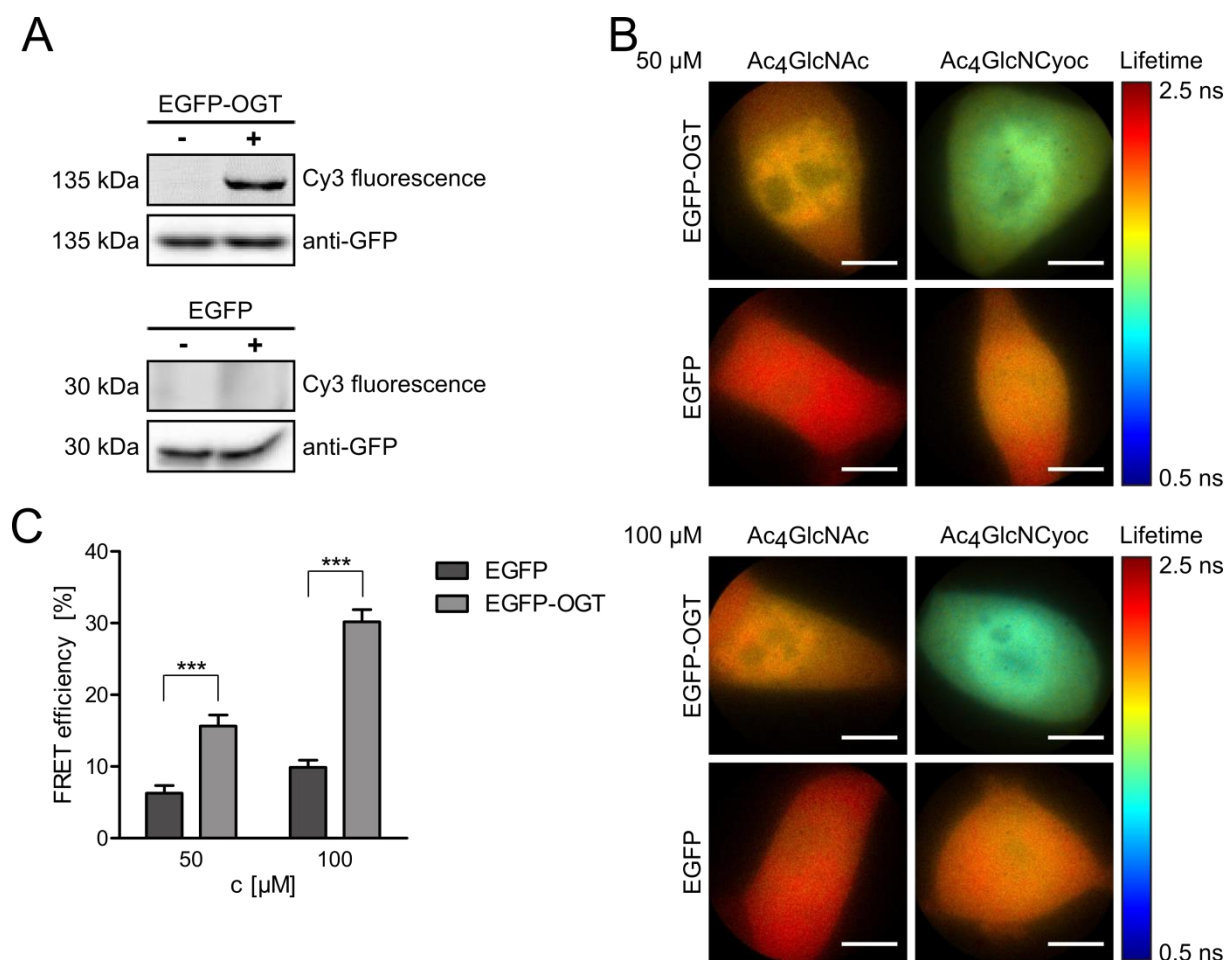 A
EGFP-OGT
- +
135 kDa Cy3 fluorescence
135 kDa anti-GFP
EGFP
- +
30 kDa Cy3 fluorescence
30 kDa anti-GFP
B
50 µM Ac4GlcNAc Ac4GlcNCyoc Lifetime
2.5 ns
EGFP-OGT
EGFP
0.5 ns
100 µM Ac4GlcNAc Ac4GlcNCyoc Lifetime
2.5 ns
EGFP-OGT
EGFP
0.5 ns
C
FRET efficiency [%]
40
30
20
10
0
***
***
50 100
c [µM]
EGFP
EGFP-OGT